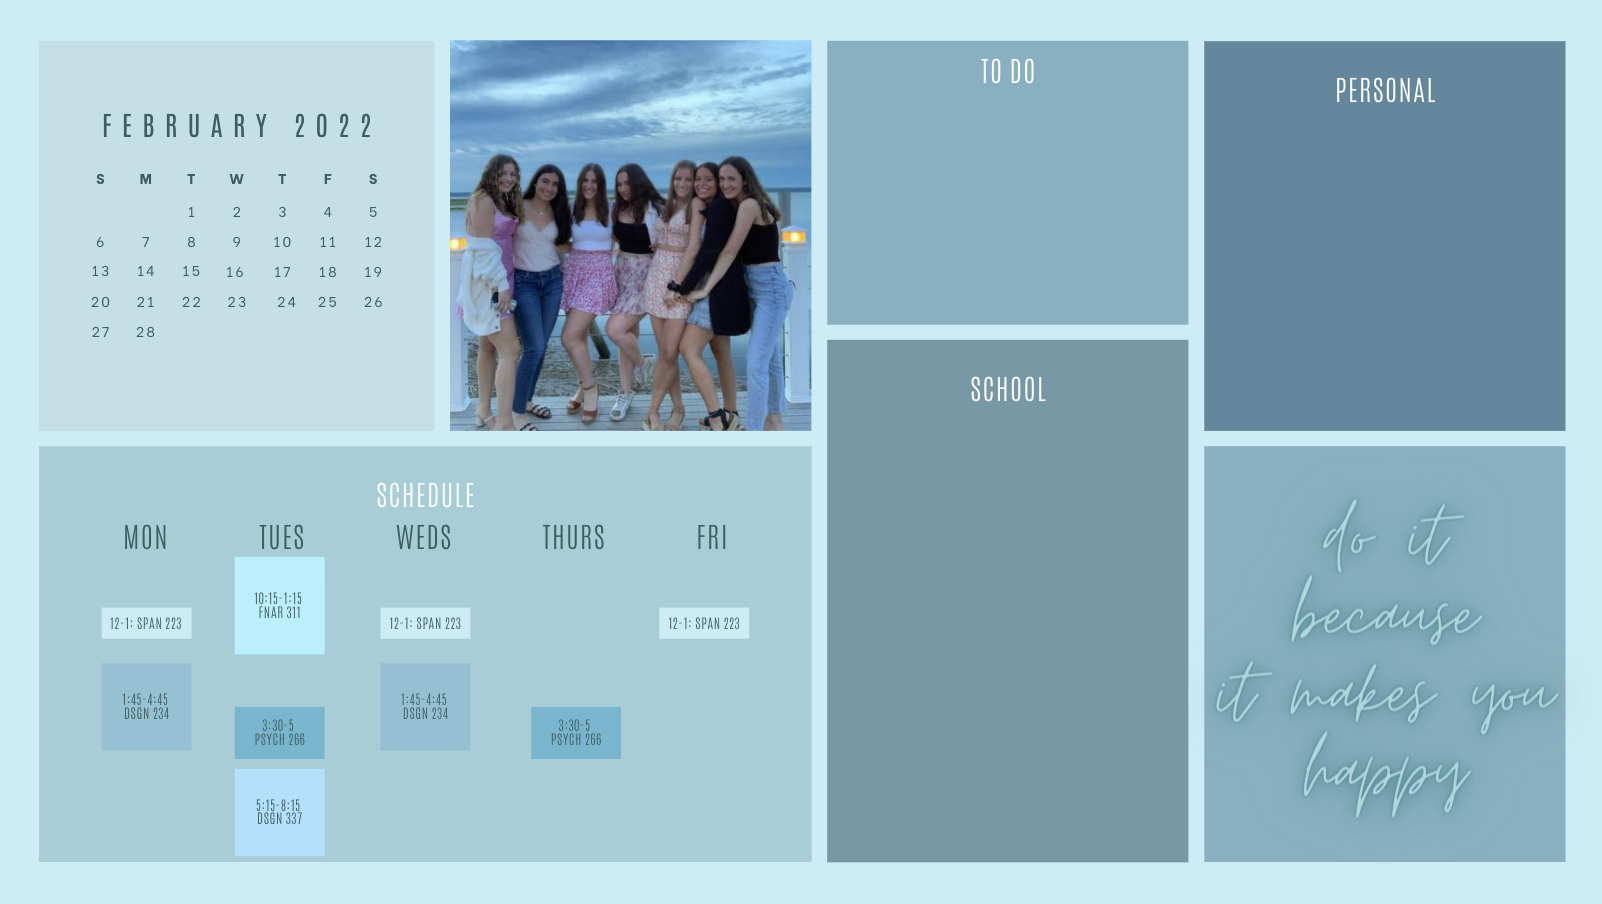 FEBRUARY 2022
S M T W T F S
1 2 3 4 5
6 7 8 9 10 11 12
13 14 15 16 17 18 19
20 21 22 23 24 25 26
27 28
TO DO
PERSONAL
SCHOOL
SCHEDULE
MON TUES WEDS THURS FRI
12-1: SPAN 223
1:45-4:45
DSGN 234
10:15-1:15
FNAR 311
3:30-5
PSYCH 266
5:15-8:15
DSGN 337
12-1: SPAN 223
1:45-4:45
DSGN 234
3:30-5
PSYCH 266
12-1: SPAN 223
do it
because
it makes you
happy